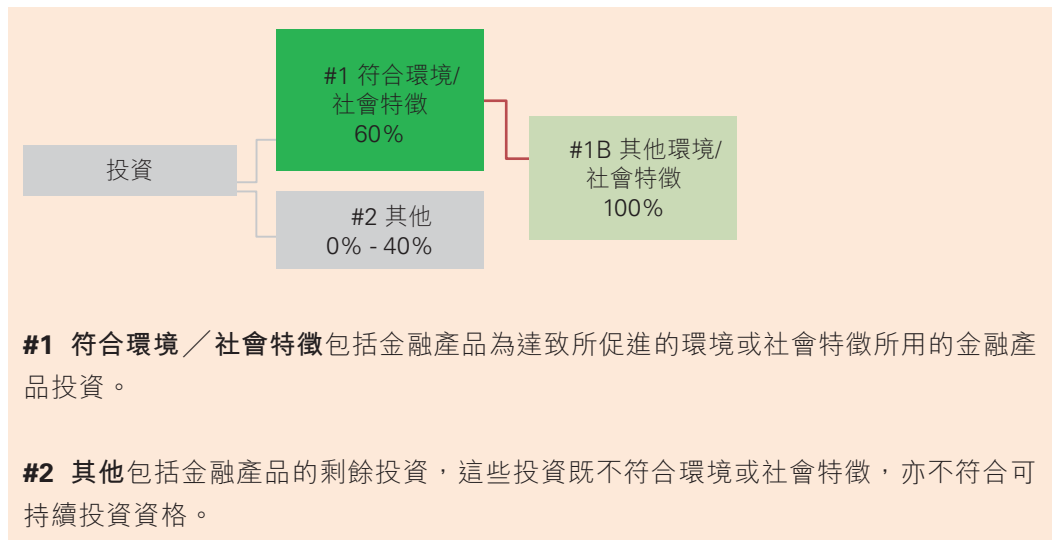 #1 符合環境/
社會特徵
60%
投資
#2 其他
0% - 40%
#1B 其他環境/
社會特徵
100%
#1 符合環境／社會特徵包括金融產品為達致所促進的環境或社會特徵所用的金融產
品投資。
#2 其他包括金融產品的剩餘投資，這些投資既不符合環境或社會特徵，亦不符合可
持續投資資格。